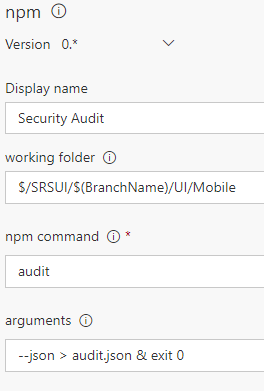 npm
Version 0.*
Display name
Security Audit
working folder
$/SRSUI/$(BranchName)/UI/Mobile
npm command *
audit
arguments
--json > audit.json & exit 0